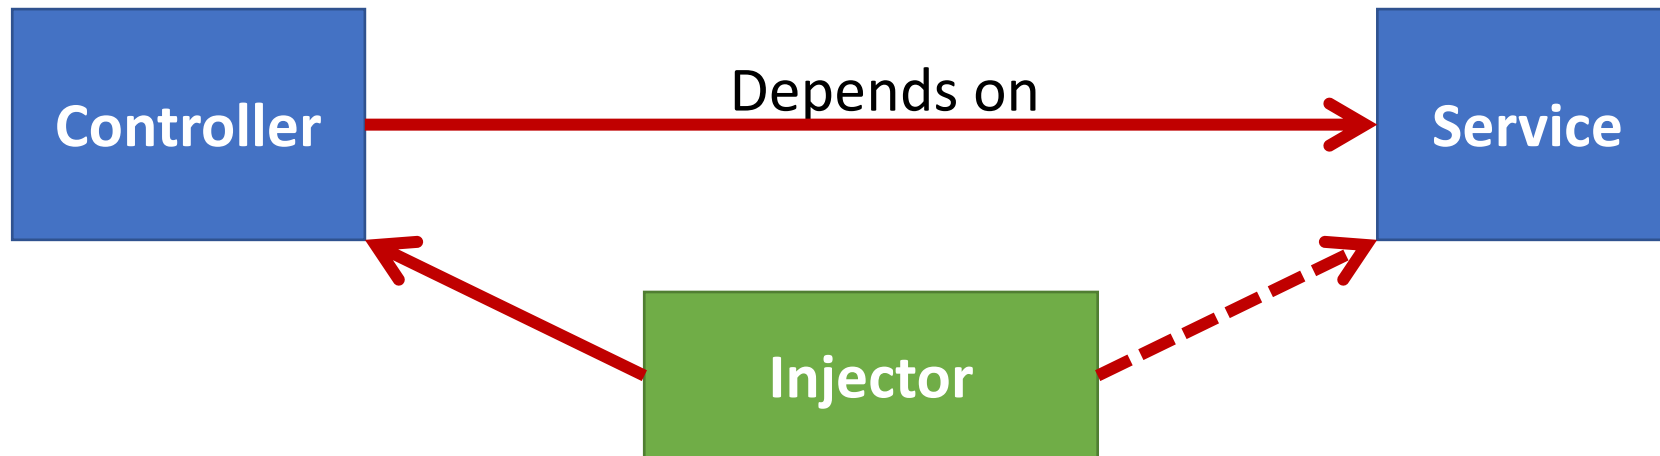 Depends on
Controller
Service
Injector